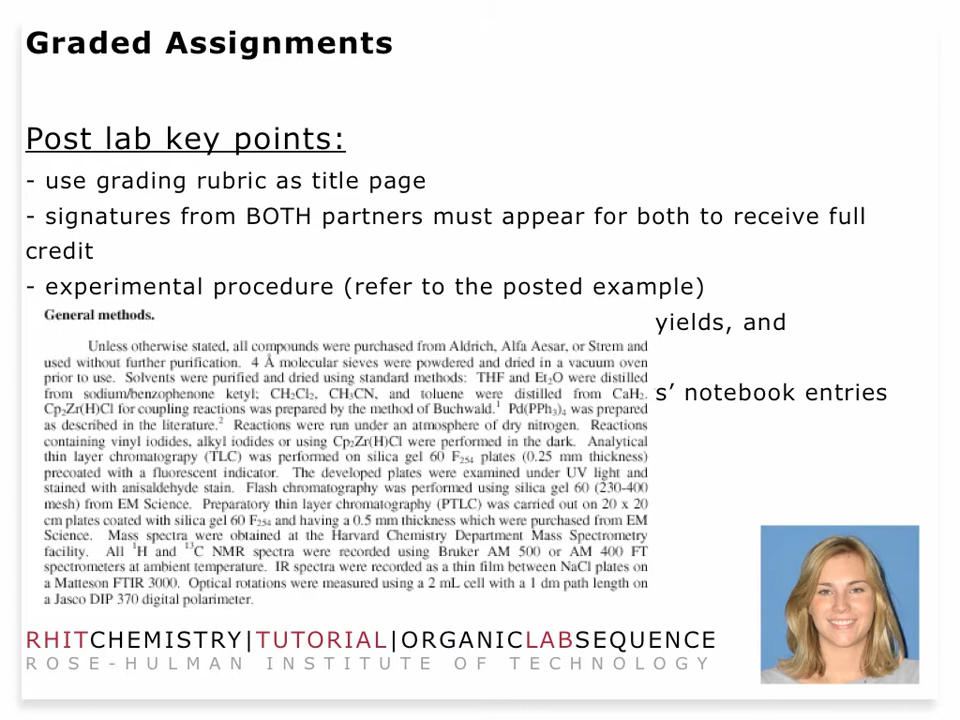 Graded Assignments
Post lab key points:
- use grading rubric as title page
- signatures from BOTH partners must appear for both to receive full
credit
- experimental procedure (refer to the posted example)
General methods.
yields, and
Unless otherwise stated, all compounds were purchased from Aldrich, Alfa Aesar, or Strem and
used without further purification. 4 Å molecular sieves were powdered and dried in a vacuum oven
prior to use. Solvents were purified and dried using standard methods: THF and Et₂O were distilled
from sodium/benzophenone ketyl; CH₂Cl₂, CH₃CN, and toluene were distilled from CaH₂.
s’ notebook entries
Cp₂Zr(H)Cl for coupling reactions was prepared by the method of Buchwald.¹ Pd(PPh₃)₄ was prepared
as described in the literature.² Reactions were run under an atmosphere of dry nitrogen. Reactions
containing vinyl iodides, alkyl iodides or using Cp₂Zr(H)Cl were performed in the dark. Analytical
thin layer chromatograpy (TLC) was performed on silica gel 60 F₂₅₄ plates (0.25 mm thickness)
precoated with a fluorescent indicator. The developed plates were examined under UV light and
stained with anisaldehyde stain. Flash chromatography was performed using silica gel 60 (230-400
mesh) from EM Science. Preparatory thin layer chromatography (PTLC) was carried out on 20 x 20
cm plates coated with silica gel 60 F₂₅₄ and having a 0.5 mm thickness which were purchased from EM
Science. Mass spectra were obtained at the Harvard Chemistry Department Mass Spectrometry
facility. All ¹H and ¹³C NMR spectra were recorded using Bruker AM 500 or AM 400 FT
spectrometers at ambient temperature. IR spectra were recorded as a thin film between NaCl plates on
a Matteson FTIR 3000. Optical rotations were measured using a 2 mL cell with a 1 dm path length on
a Jasco DIP 370 digital polarimeter.
RHITCHEMISTRY|TUTORIAL|ORGANICLABSEQUENCE
ROSE-HULMAN INSTITUTE OF TECHNOLOGY